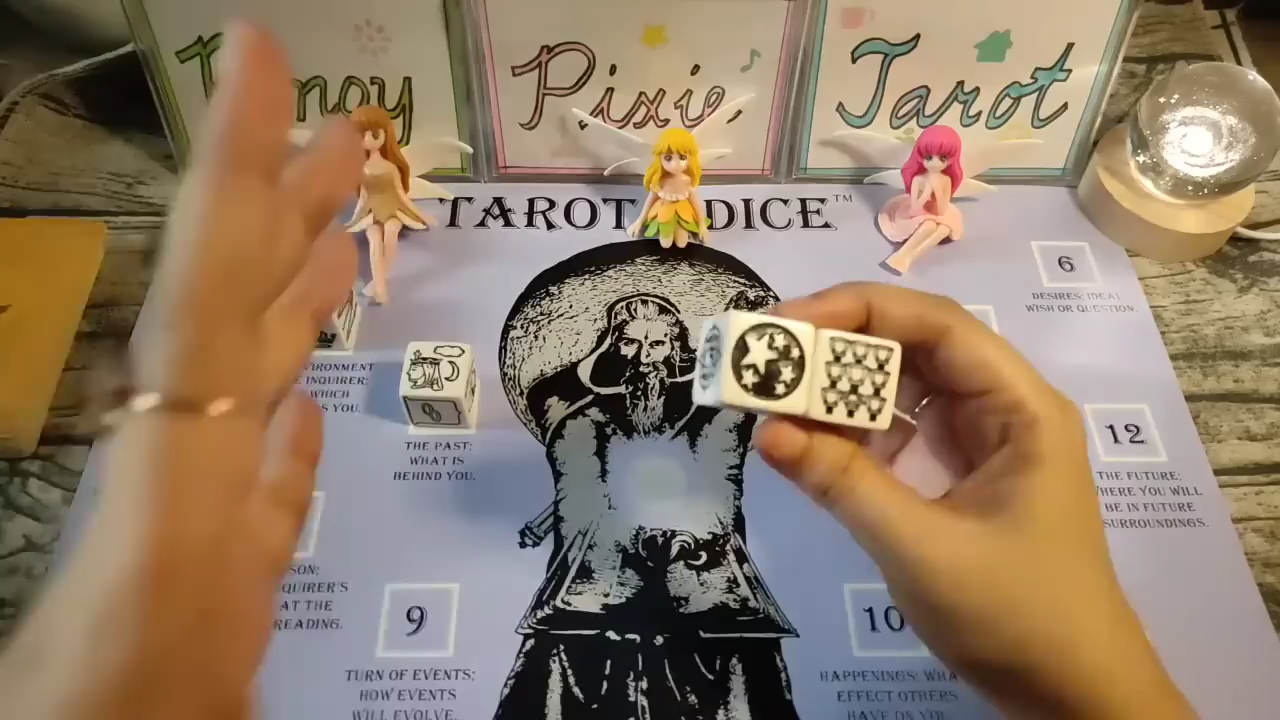 Pixie
Tarot
TAROT DICE™
6
DESIRES; IDEAL
WISH OR QUESTION.
THE PAST;
WHAT IS
BEHIND YOU.
12
THE FUTURE;
WHERE YOU WILL
BE IN FUTURE
SURROUNDINGS.
9
TURN OF EVENTS;
HOW EVENTS
WILL EVOLVE.
10
HAPPENINGS;
EFFECT OTHERS
HAVE ON YOU
READING.
AT THE
INQUIRER;
WHICH
YOU.